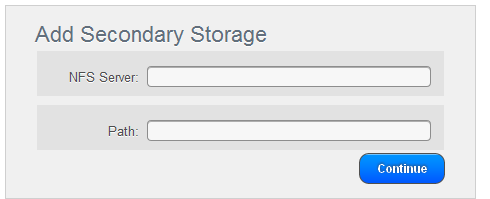 Add Secondary Storage
NFS Server:
Path:
Continue